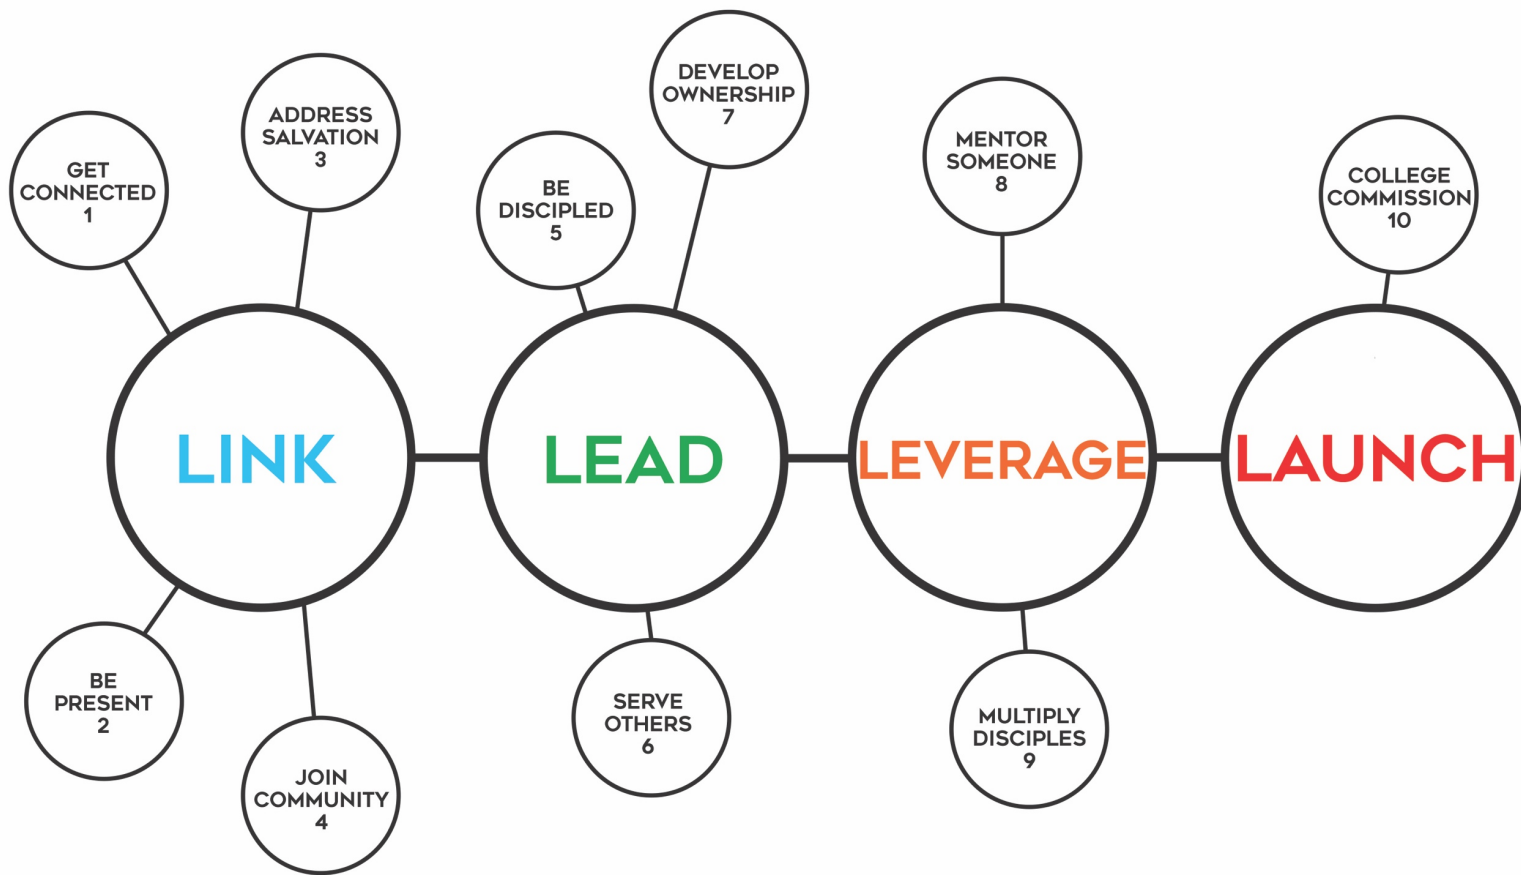 GET
CONNECTED
1
ADDRESS
SALVATION
3
BE
DISCIPLED
5
DEVELOP
OWNERSHIP
7
MENTOR
SOMEONE
8
COLLEGE
COMMISSION
10
LINK
LEAD
LEVERAGE
LAUNCH
BE
PRESENT
2
JOIN
COMMUNITY
4
SERVE
OTHERS
6
MULTIPLY
DISCIPLES
9